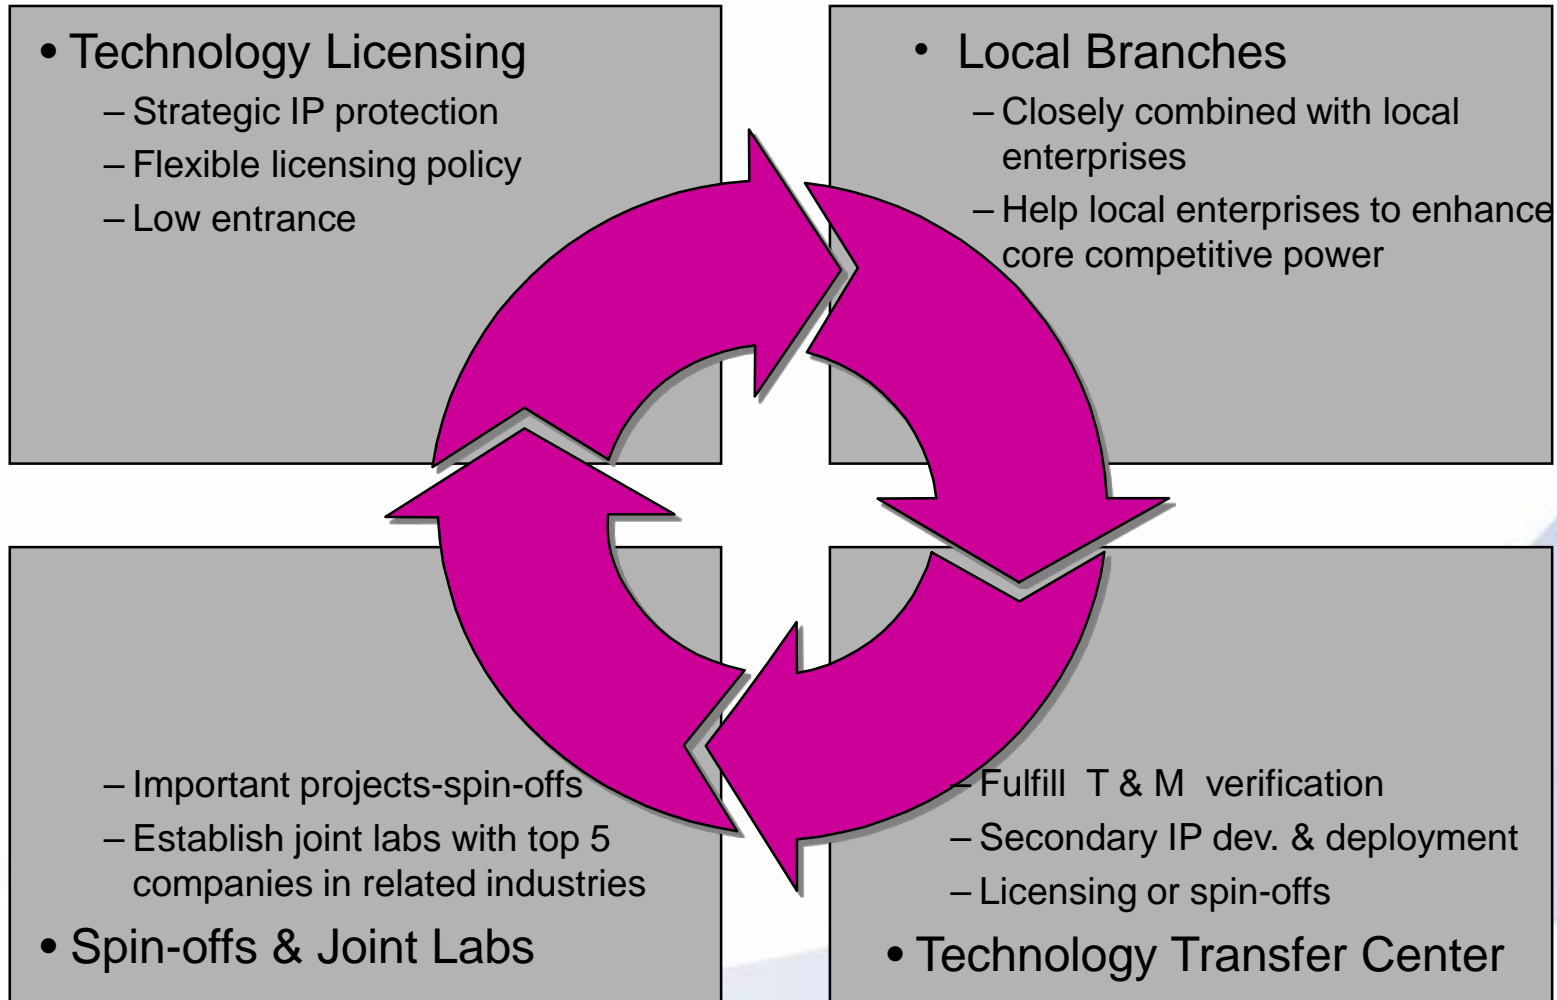 • Technology Licensing
– Strategic IP protection
– Flexible licensing policy
– Low entrance
• Local Branches
– Closely combined with local
enterprises
– Help local enterprises to enhance
core competitive power
– Important projects-spin-offs
– Establish joint labs with top 5
companies in related industries
• Spin-offs & Joint Labs
– Fulfill T & M verification
– Secondary IP dev. & deployment
– Licensing or spin-offs
• Technology Transfer Center